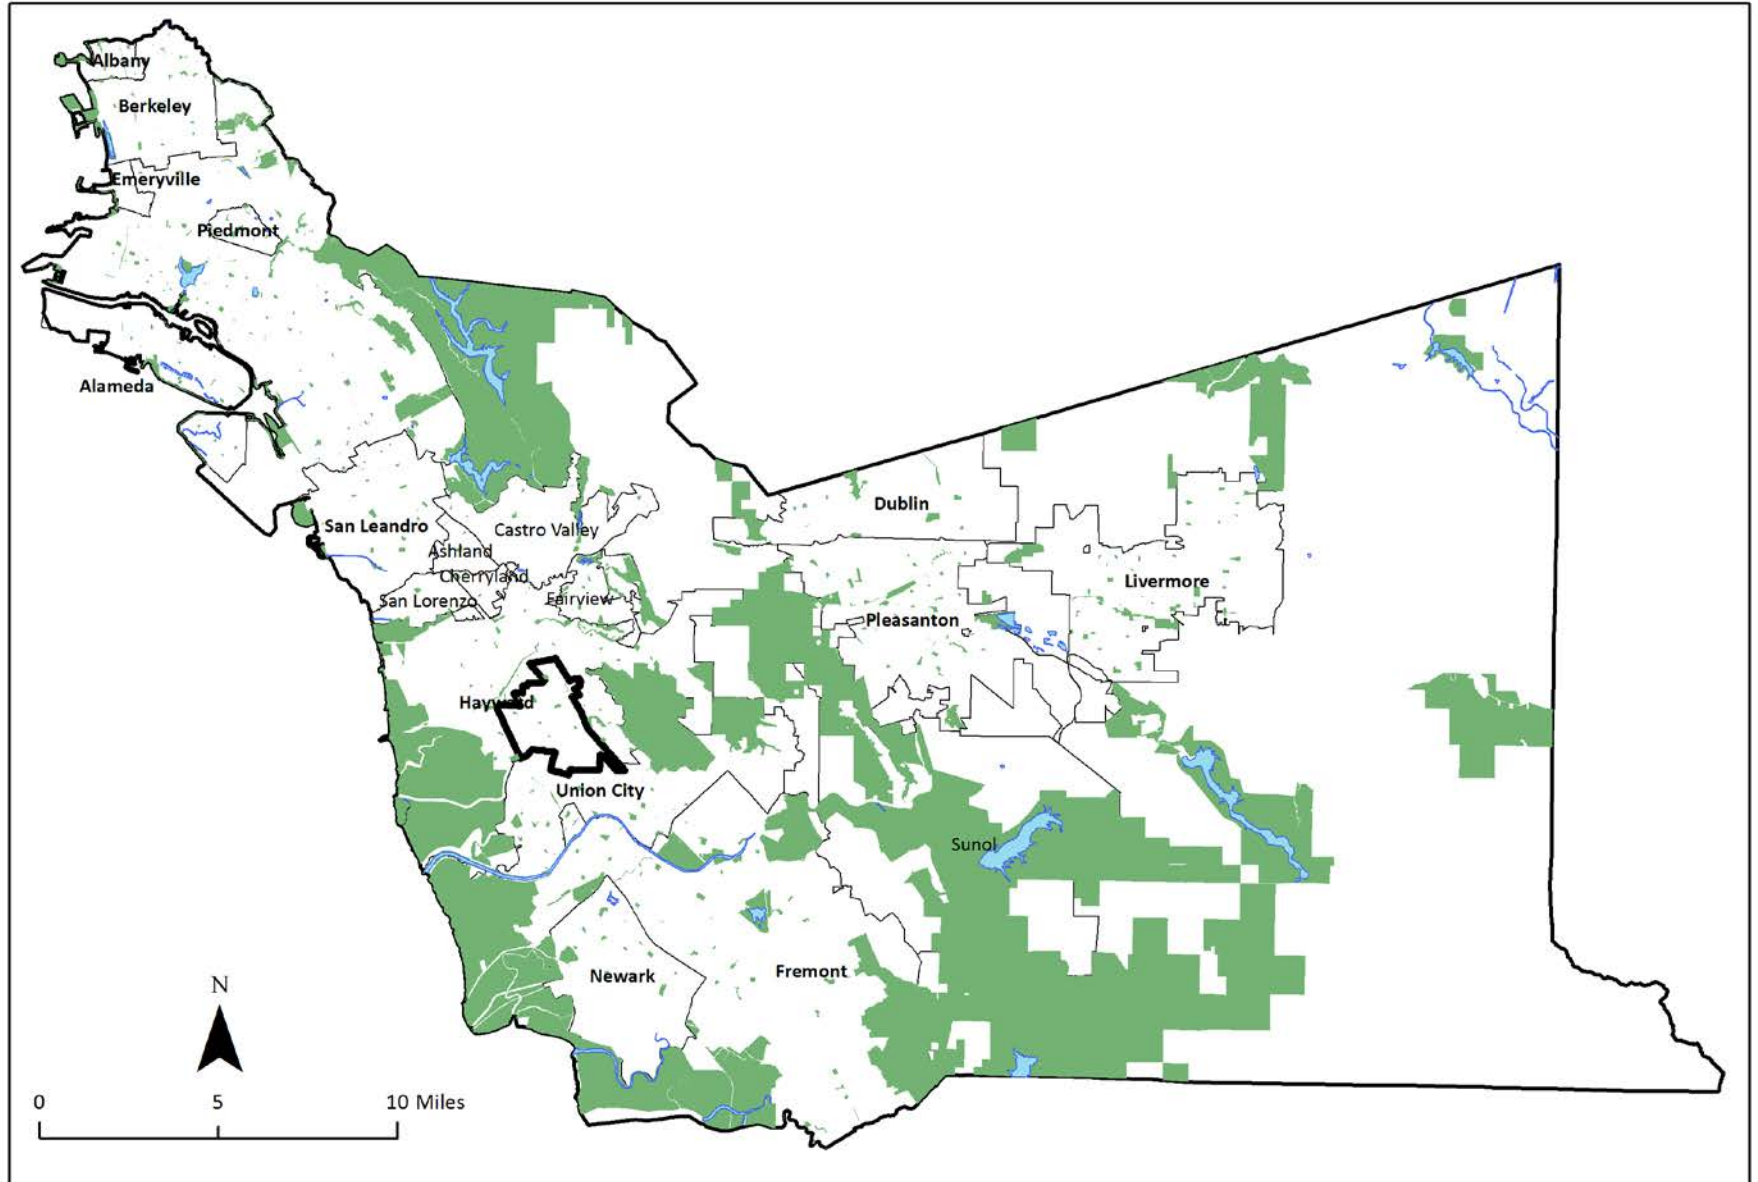 Albany
Berkeley
Emeryville
Piedmont
Alameda
San Leandro
Castro Valley
Ashland
Cherryland
San Lorenzo
Fairview
Dublin
Livermore
Pleasanton
Hayward
Union City
Sunol
Newark
Fremont
N
0 5 10 Miles